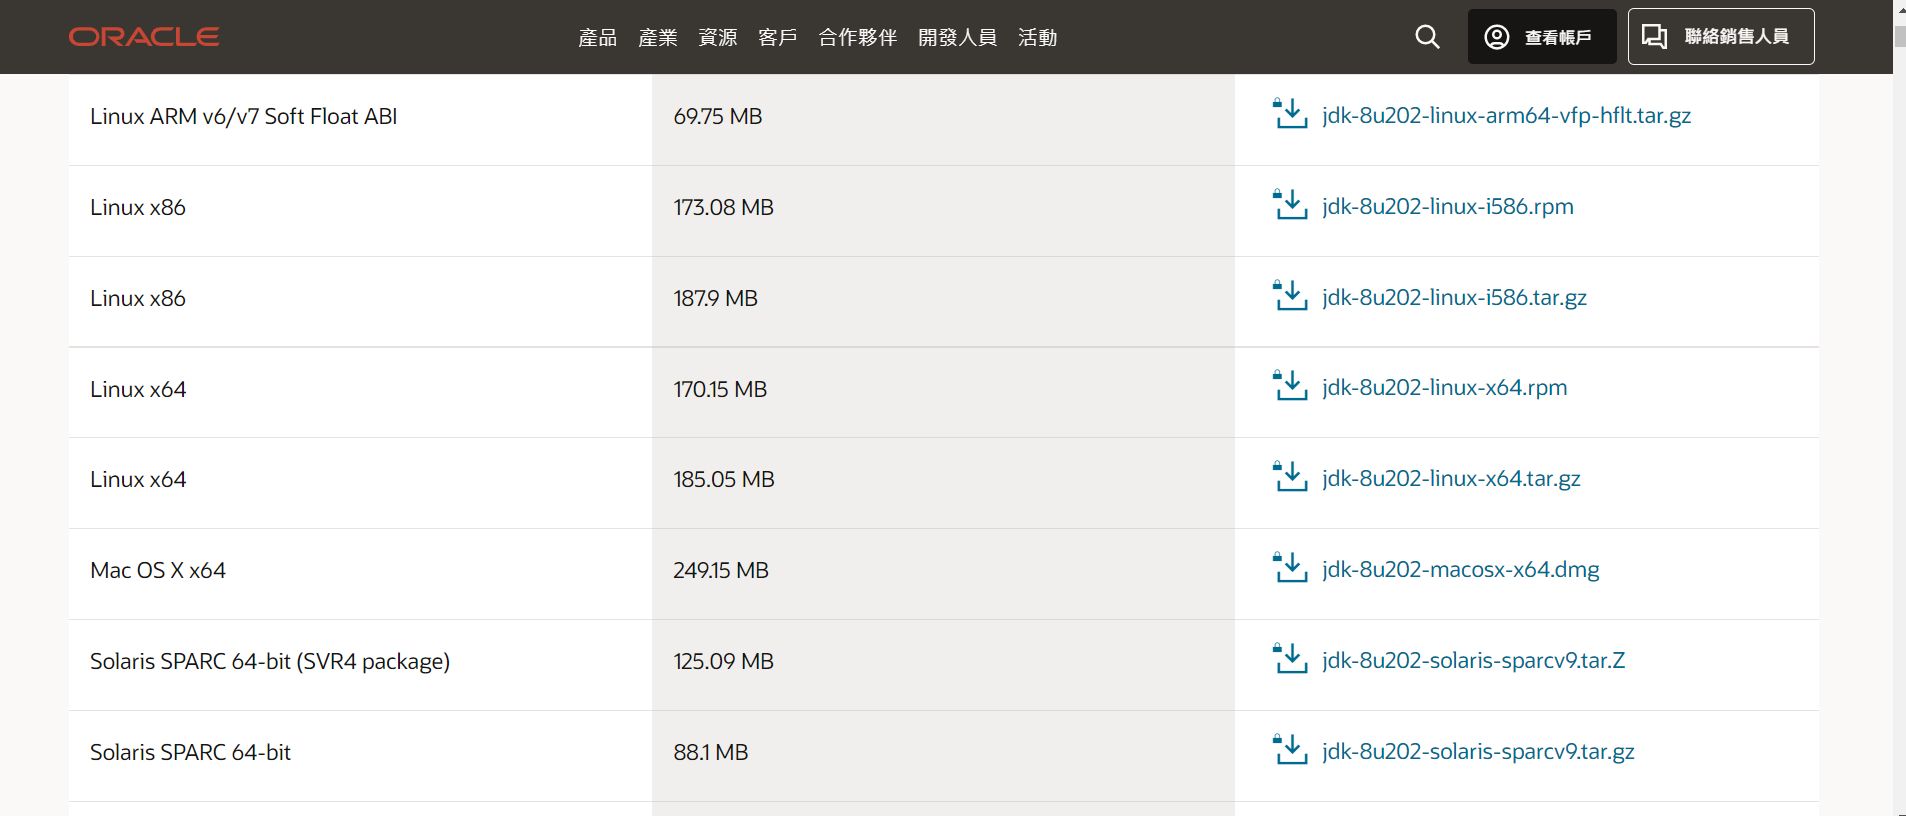 ORACLE 產品 產業 資源 客戶 合作夥伴 開發人員 活動 查看帳戶 聯絡銷售人員
Linux ARM v6/v7 Soft Float ABI 69.75 MB jdk-8u202-linux-arm64-vfp-hflt.tar.gz
Linux x86 173.08 MB jdk-8u202-linux-i586.rpm
Linux x86 187.9 MB jdk-8u202-linux-i586.tar.gz
Linux x64 170.15 MB jdk-8u202-linux-x64.rpm
Linux x64 185.05 MB jdk-8u202-linux-x64.tar.gz
Mac OS X x64 249.15 MB jdk-8u202-macosx-x64.dmg
Solaris SPARC 64-bit (SVR4 package) 125.09 MB jdk-8u202-solaris-sparcv9.tar.Z
Solaris SPARC 64-bit 88.1 MB jdk-8u202-solaris-sparcv9.tar.gz